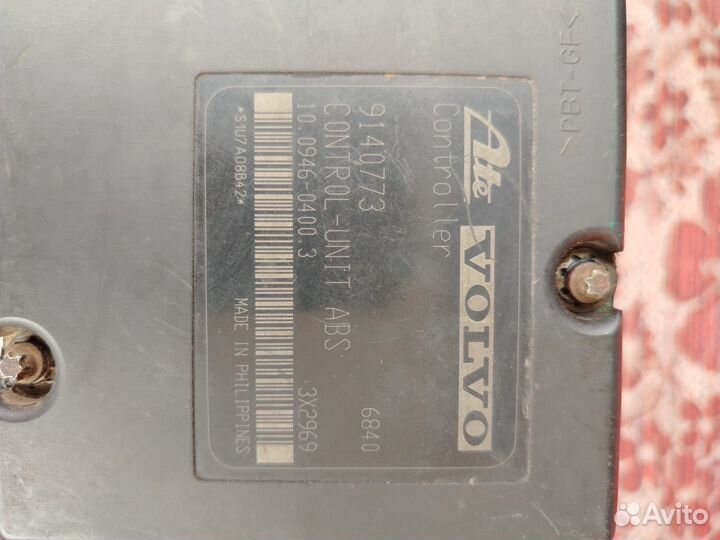 Ate VOLVO
Controller
9140773 6840
CONTROL-UNIT ABS
10.0946-0400.3 3X2969
*S1U7A08B42* MADE IN PHILIPPINES
>PBT-GF<
Avito